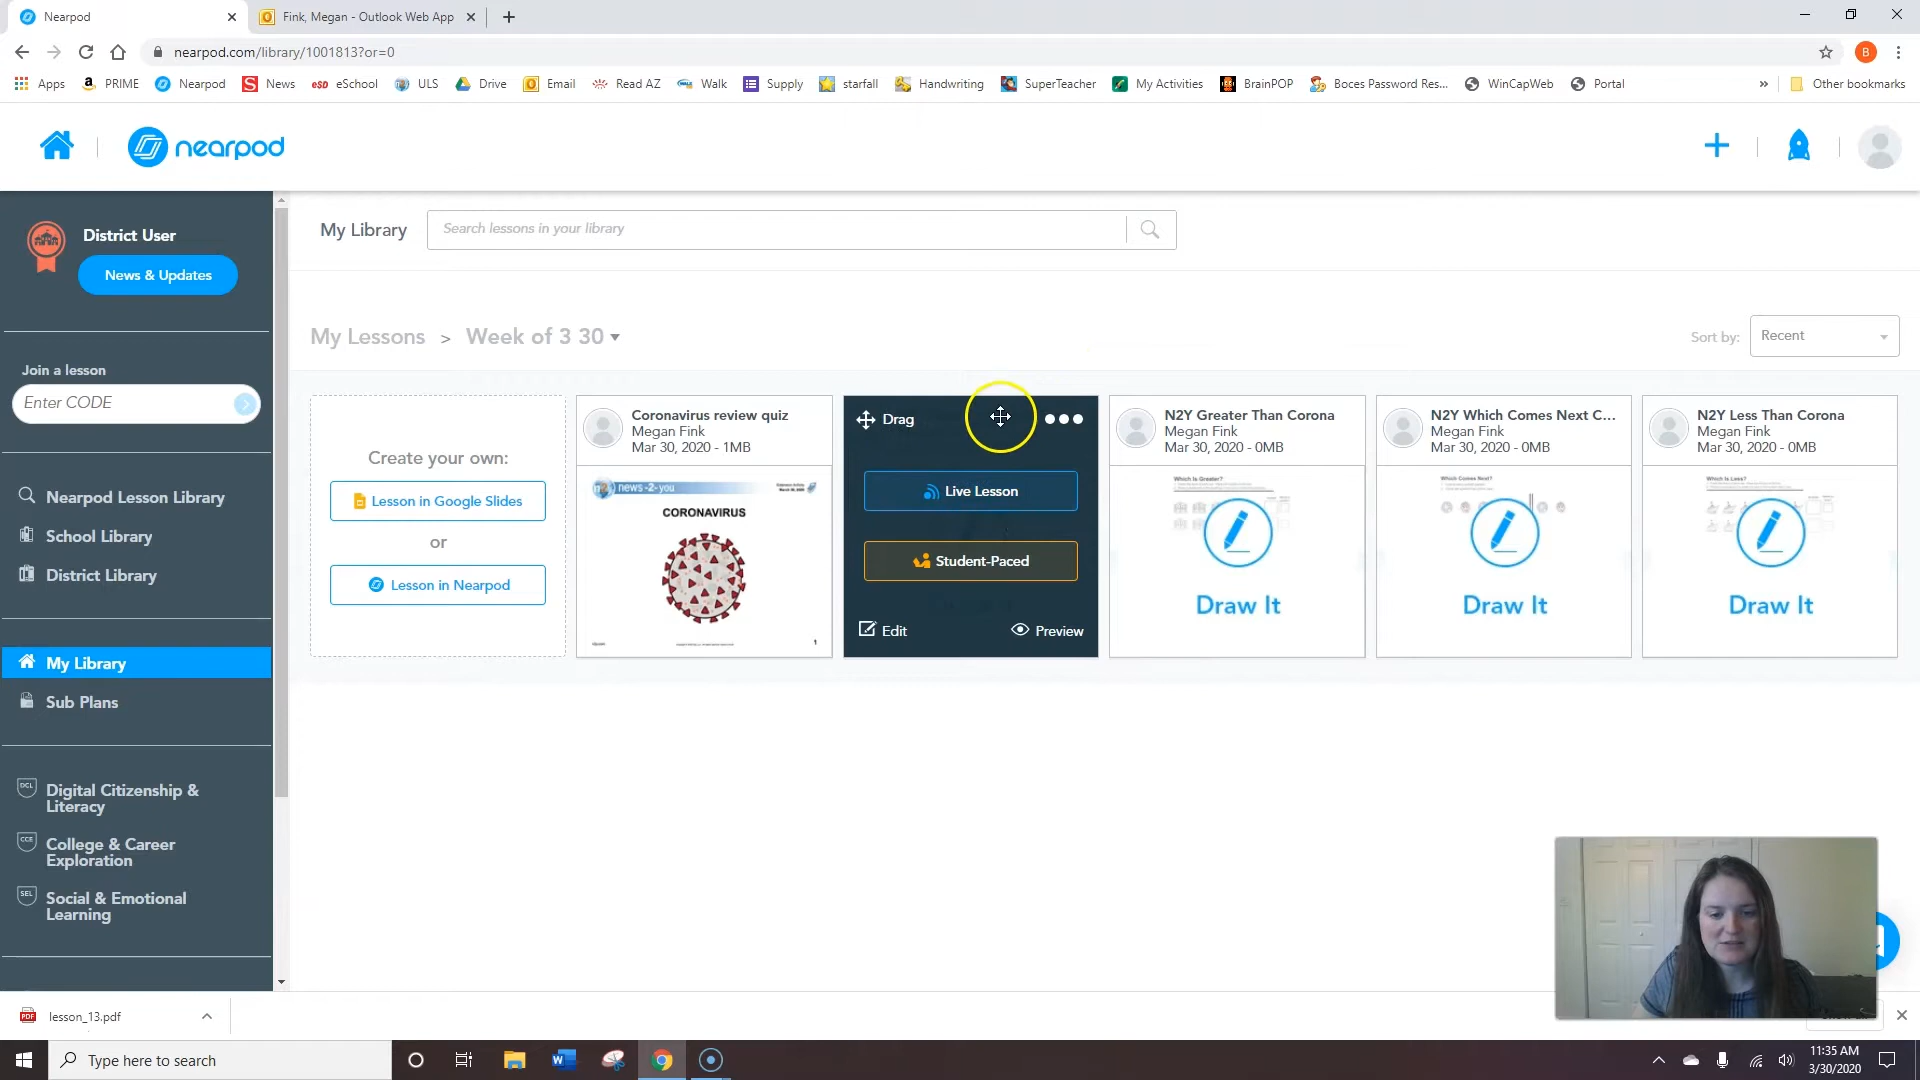 Nearpod
Fink, Megan - Outlook Web App
nearpod.com/library/1001813?or=0
Apps
PRIME
Nearpod
News
eSchool
ULS
Drive
Email
Read AZ
Walk
Supply
starfall
Handwriting
SuperTeacher
My Activities
BrainPOP
Boces Password Res...
WinCapWeb
Portal
Other bookmarks
nearpod
District User
News & Updates
Join a lesson
Enter CODE
Nearpod Lesson Library
School Library
District Library
My Library
Sub Plans
Digital Citizenship &
Literacy
College & Career
Exploration
Social & Emotional
Learning
My Library
Search lessons in your library
My Lessons > Week of 3 30
Sort by:
Recent
Create your own:
Lesson in Google Slides
or
Lesson in Nearpod
Coronavirus review quiz
Megan Fink
Mar 30, 2020 - 1MB
news-2-you
CORONAVIRUS
1
Drag
Live Lesson
Student-Paced
Edit
Preview
N2Y Greater Than Corona
Megan Fink
Mar 30, 2020 - 0MB
Which Is Greater?
Draw It
N2Y Which Comes Next C...
Megan Fink
Mar 30, 2020 - 0MB
Which Comes Next?
Draw It
N2Y Less Than Corona
Megan Fink
Mar 30, 2020 - 0MB
Which Is Less?
Draw It
lesson_13.pdf
Type here to search
11:35 AM
3/30/2020